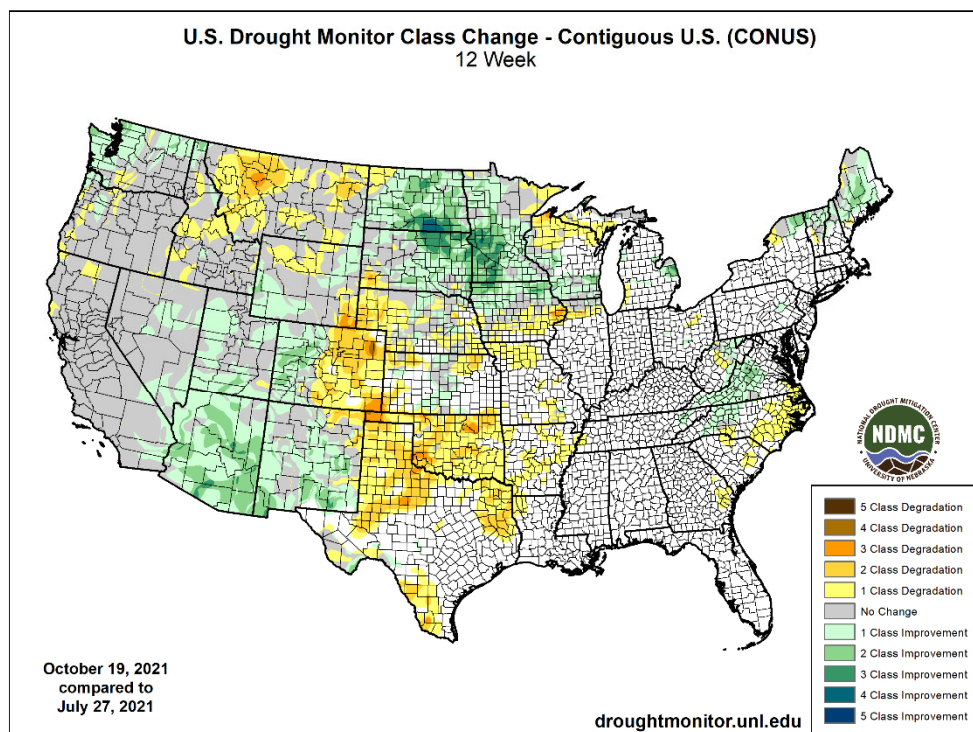 U.S. Drought Monitor Class Change - Contiguous U.S. (CONUS)
12 Week
NATIONAL DROUGHT MITIGATION CENTER
NDMC
UNIVERSITY OF NEBRASKA
5 Class Degradation
4 Class Degradation
3 Class Degradation
2 Class Degradation
1 Class Degradation
No Change
1 Class Improvement
2 Class Improvement
3 Class Improvement
4 Class Improvement
5 Class Improvement
October 19, 2021
compared to
July 27, 2021
droughtmonitor.unl.edu